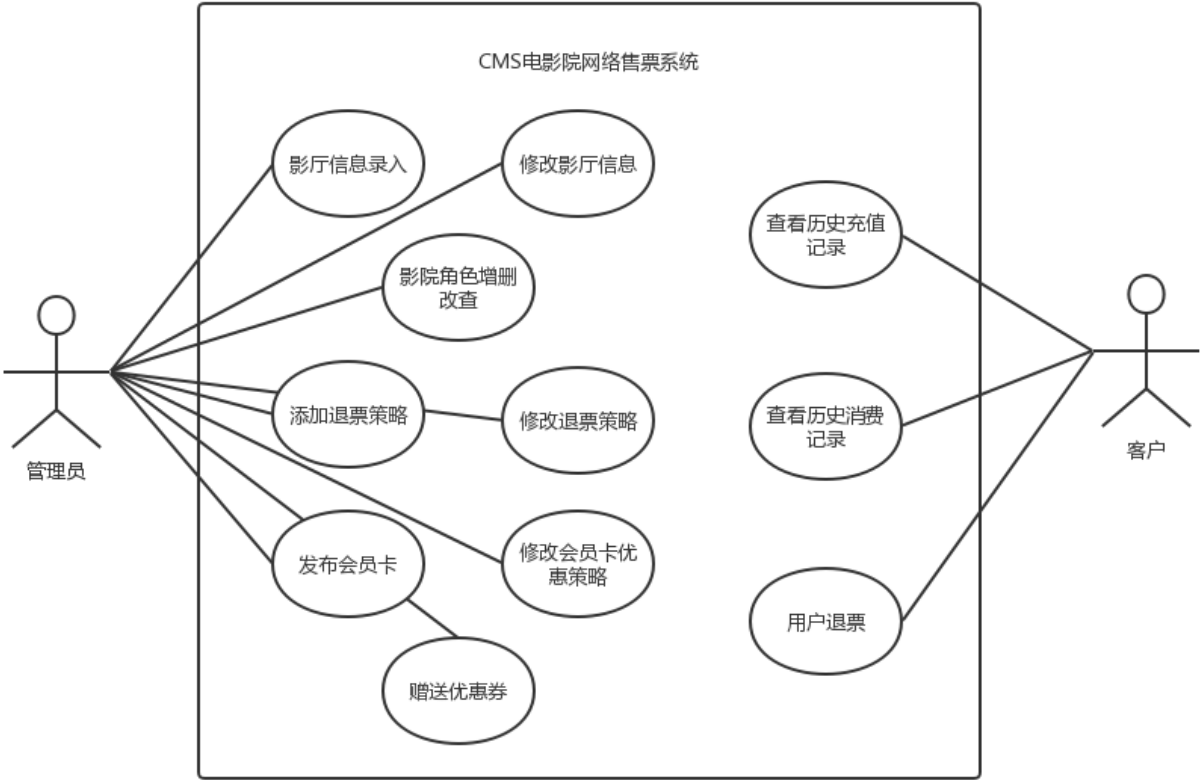 CMS电影院网络售票系统
影厅信息录入
修改影厅信息
查看历史充值
记录
影院角色增删
改查
添加退票策略
修改退票策略
查看历史消费
记录
管理员
客户
发布会员卡
修改会员卡优
惠策略
用户退票
赠送优惠券